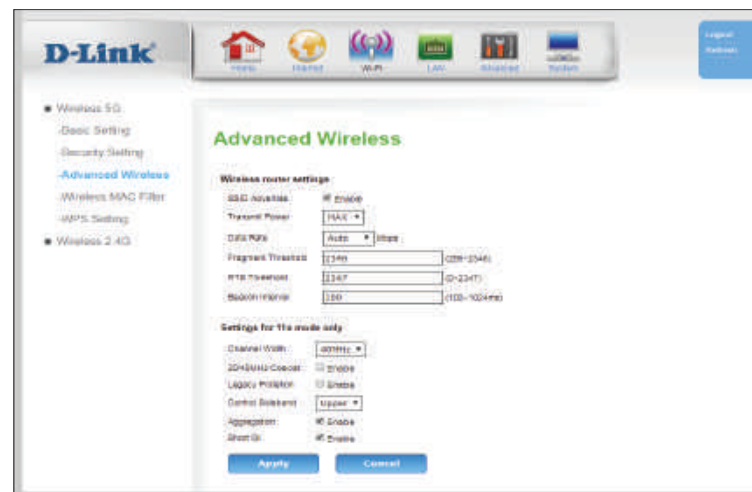 D-Link
Home Internet Wi-Fi LAN Advanced System
Logout
Wireless 5G
-Basic Setting
-Security Setting
-Advanced Wireless
-Wireless MAC Filter
-WPS Setting
Wireless 2.4G
Advanced Wireless
Wireless router settings
SSID Advertise Enable
Transmit Power MAX
Data Rate Auto Mbps
Fragment Threshold 2346 (256~2346)
RTS Threshold 2347 (0~2347)
Beacon Interval 100 (100~1024ms)
Settings for 11n mode only
Channel Width 40MHz
20/40MHz Coexist Enable
Legacy Protection Enable
Control Sideband Upper
Aggregation Enable
Short GI Enable
Apply Cancel